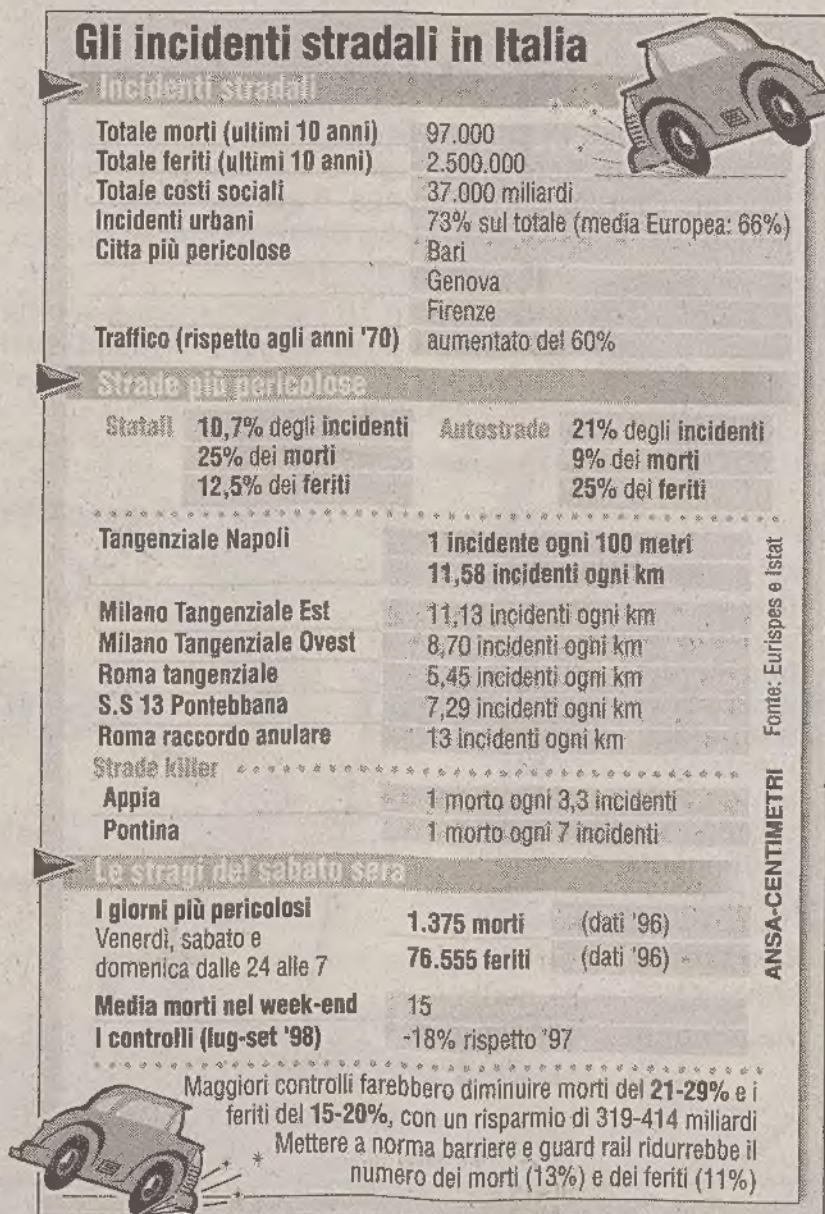 Gli incidenti stradali in Italia
Incidenti stradali
Totale morti (ultimi 10 anni) 97.000
Totale feriti (ultimi 10 anni) 2.500.000
Totale costi sociali 37.000 miliardi
Incidenti urbani 73% sul totale (media Europea: 66%)
Citta più pericolose Bari
Genova
Firenze
Traffico (rispetto agli anni '70) aumentato del 60%
Strade più pericolose
Statali 10,7% degli incidenti Autostrade 21% degli incidenti
25% dei morti 9% dei morti
12,5% dei feriti 25% dei feriti
Tangenziale Napoli 1 incidente ogni 100 metri
11,58 incidenti ogni km
Milano Tangenziale Est 11,13 incidenti ogni km
Milano Tangenziale Ovest 8,70 incidenti ogni km
Roma tangenziale 5,45 incidenti ogni km
S.S 13 Pontebbana 7,29 incidenti ogni km
Roma raccordo anulare 13 incidenti ogni km
Strade killer
Appia 1 morto ogni 3,3 incidenti
Pontina 1 morto ogni 7 incidenti
Le stragi del sabato sera
I giorni più pericolosi 1.375 morti (dati '96)
Venerdì, sabato e
domenica dalle 24 alle 7 76.555 feriti (dati '96)
Media morti nel week-end 15
I controlli (lug-set '98) -18% rispetto '97
Maggiori controlli farebbero diminuire morti del 21-29% e i
feriti del 15-20%, con un risparmio di 319-414 miliardi
Mettere a norma barriere e guard rail ridurrebbe il
numero dei morti (13%) e dei feriti (11%)
ANSA-CENTIMETRI Fonte: Eurispes e Istat